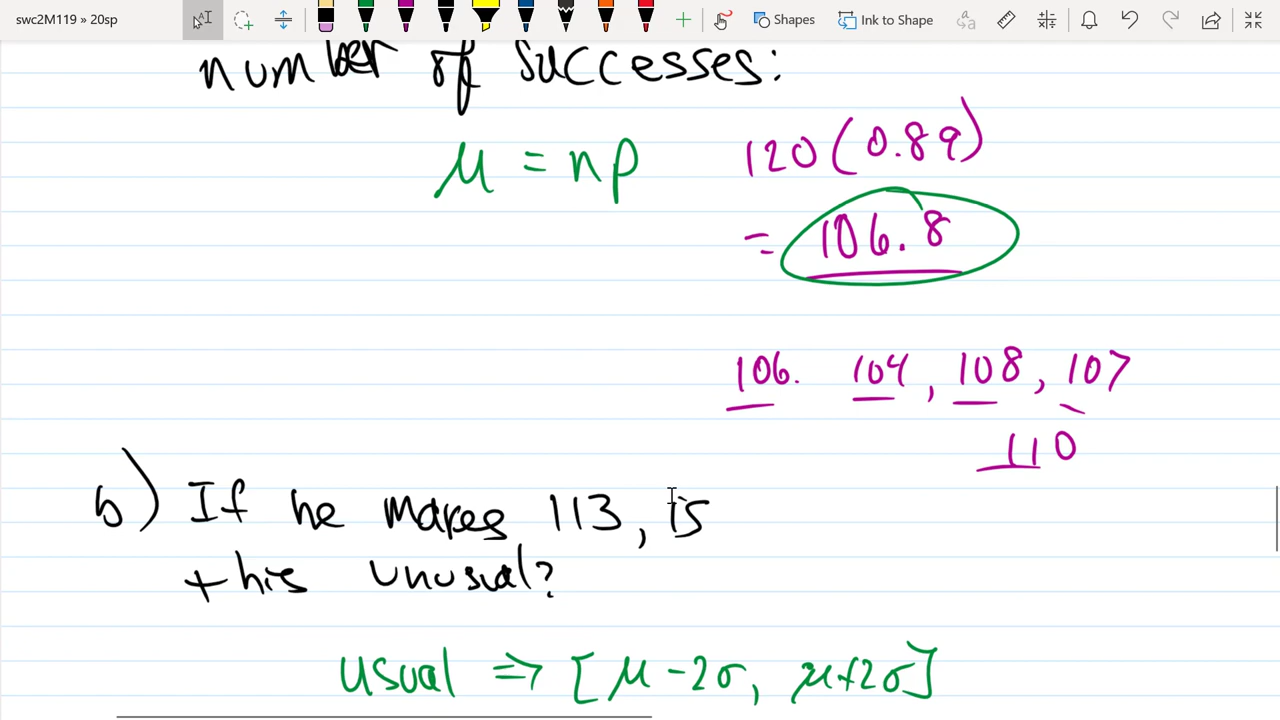 swc2M119 » 20sp
Shapes
Ink to Shape
number of successes:
μ = np
120(0.89)
= 106.8
106. 104, 108, 107
110
b) If he makes 113, is
this unusual?
usual ⇒ [μ-2σ, μ+2σ]